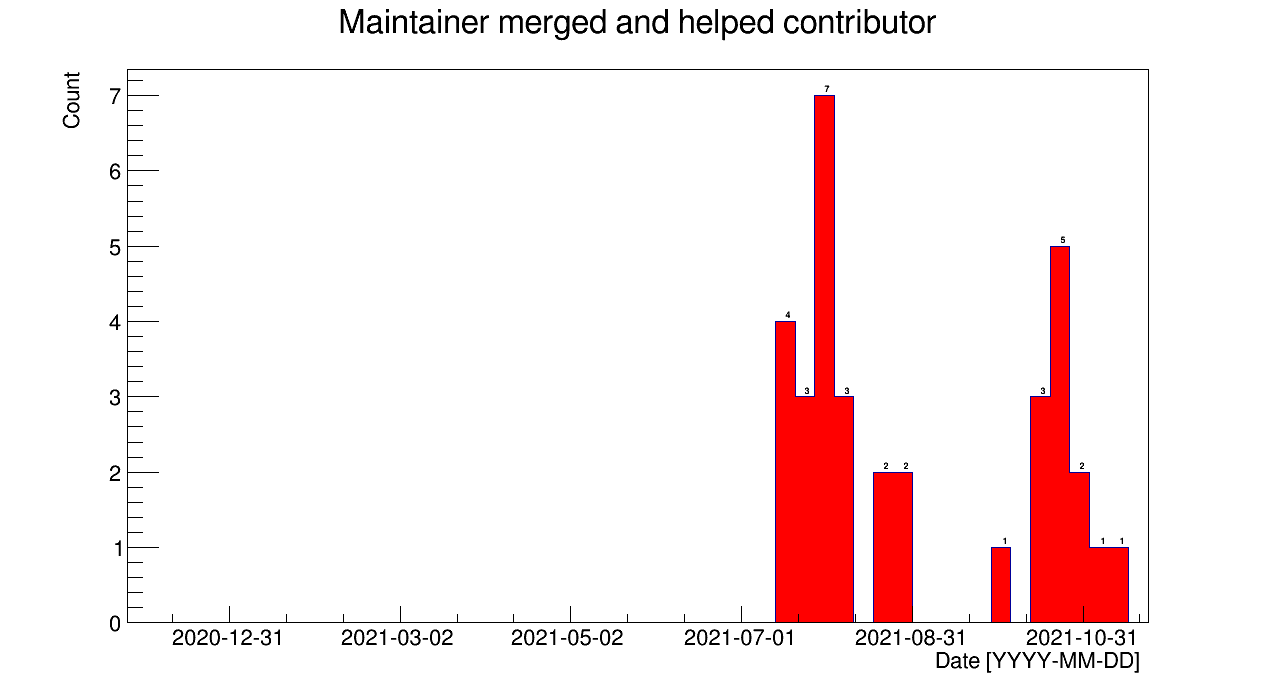 Maintainer merged and helped contributor
Count
7
6
5
4
3
2
1
0
4 3 7 3 2 2 1 3 5 2 1 1
2020-12-31 2021-03-02 2021-05-02 2021-07-01 2021-08-31 2021-10-31
Date [YYYY-MM-DD]